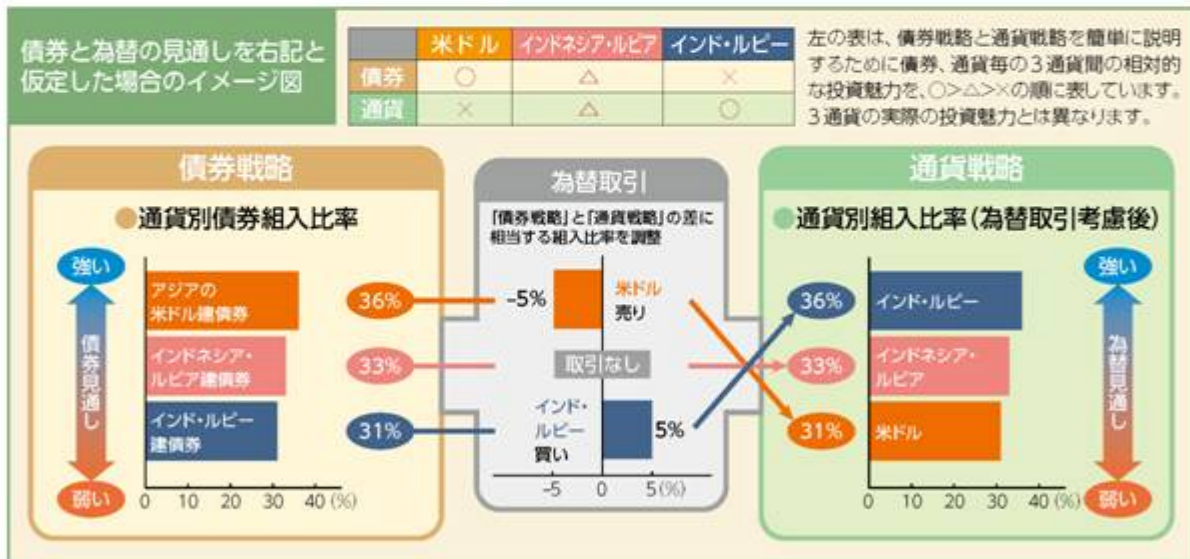 債券と為替の見通しを右記と
仮定した場合のイメージ図
米ドル インドネシア・ルピア インド・ルピー
債券 ○ △ ×
通貨 × △ ○
左の表は、債券戦略と通貨戦略を簡単に説明
するために債券、通貨毎の3通貨間の相対的
な投資魅力を、○>△>×の順に表しています。
3通貨の実際の投資魅力とは異なります。
債券戦略
●通貨別債券組入比率
強い
債券見通し
弱い
アジアの
米ドル建債券
インドネシア・
ルピア建債券
インド・ルピー
建債券
0 10 20 30 40 (%)
36%
33%
31%
為替取引
「債券戦略」と「通貨戦略」の差に
相当する組入比率を調整
-5%
米ドル
売り
取引なし
インド・
ルピー
買い
5%
-5 0 5 (%)
通貨戦略
●通貨別組入比率(為替取引考慮後)
36%
33%
31%
インド・ルピー
インドネシア・
ルピア
米ドル
0 10 20 30 40 (%)
強い
為替見通し
弱い